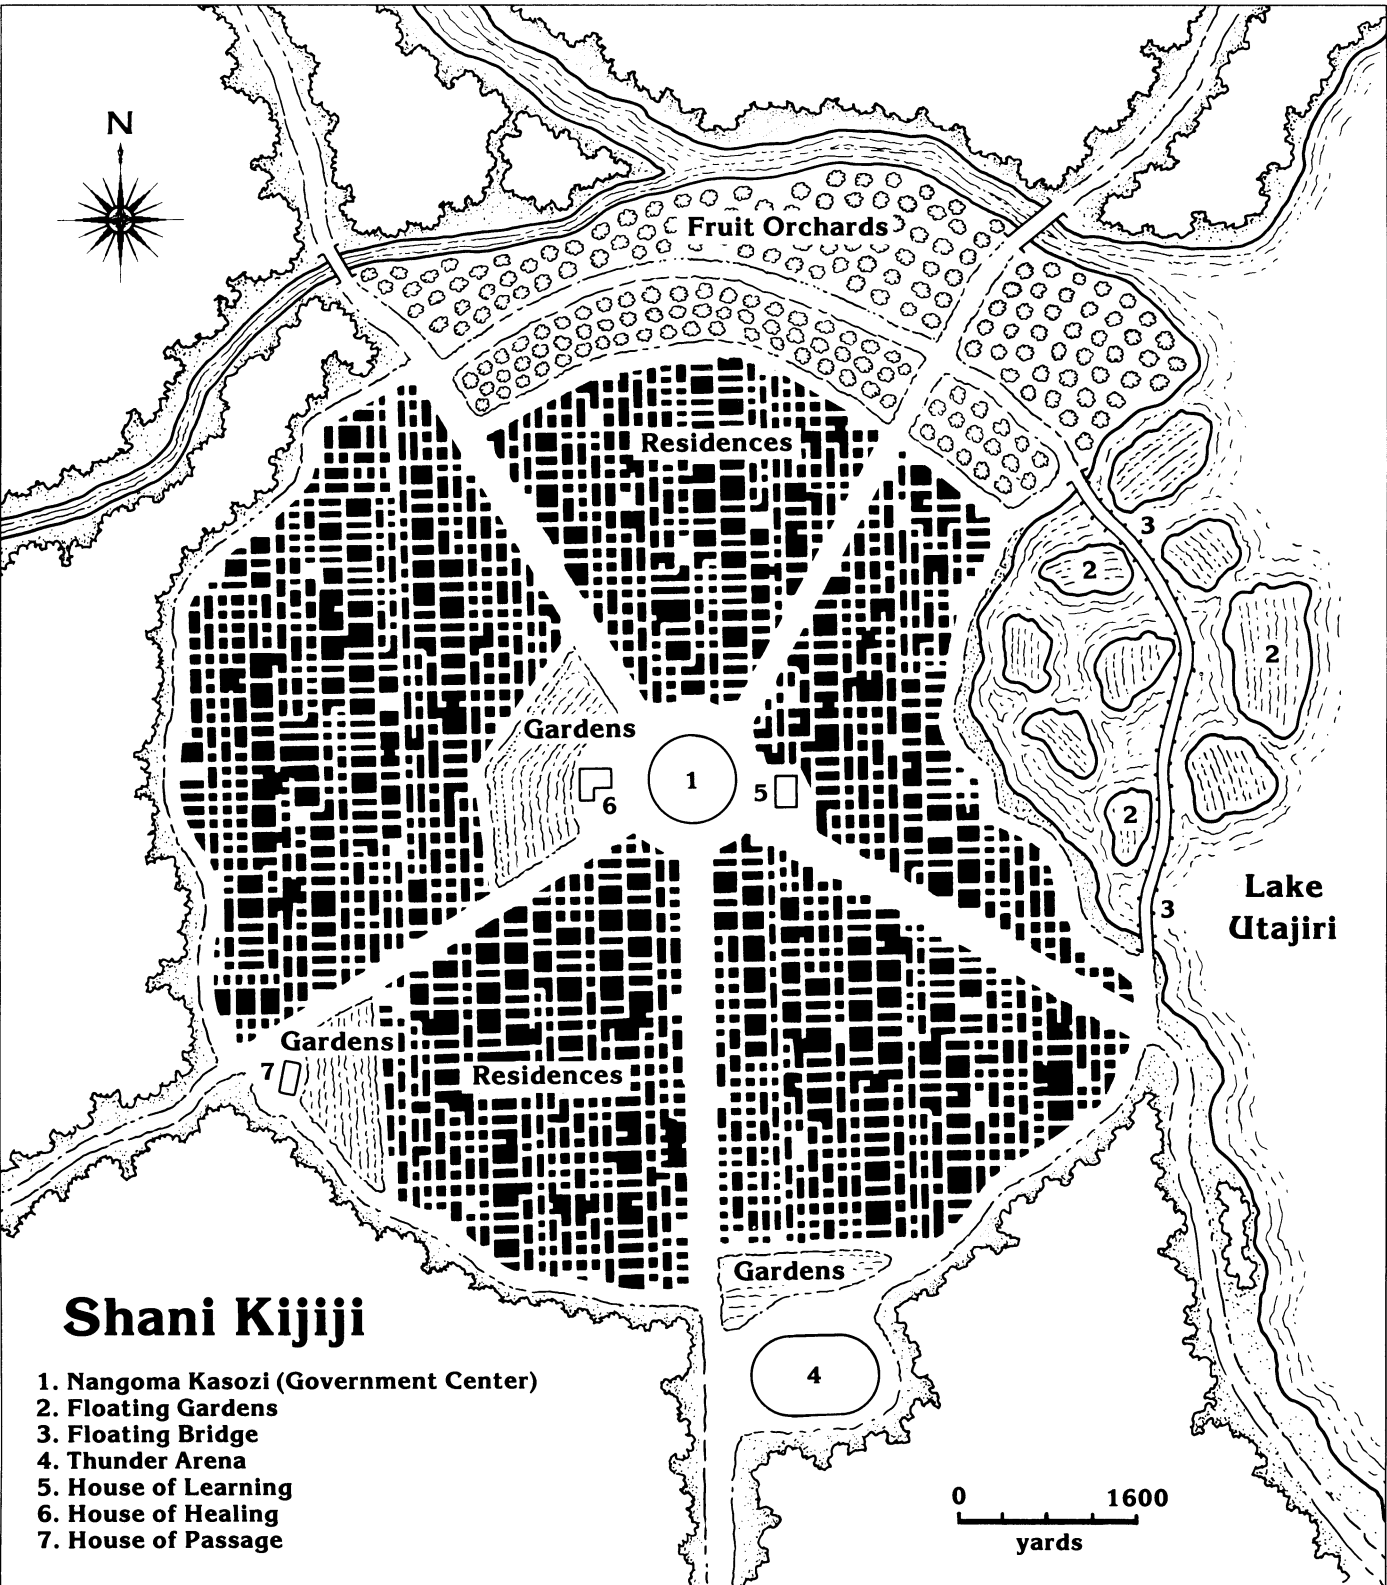 N
Fruit Orchards
Residences
3
2
2
Gardens
1
5
6
2
Lake
Utajiri
3
Gardens
7
Residences
Gardens
Shani Kijiji
4
1. Nangoma Kasozi (Government Center)
2. Floating Gardens
3. Floating Bridge
4. Thunder Arena
5. House of Learning
6. House of Healing
7. House of Passage
0 1600
yards